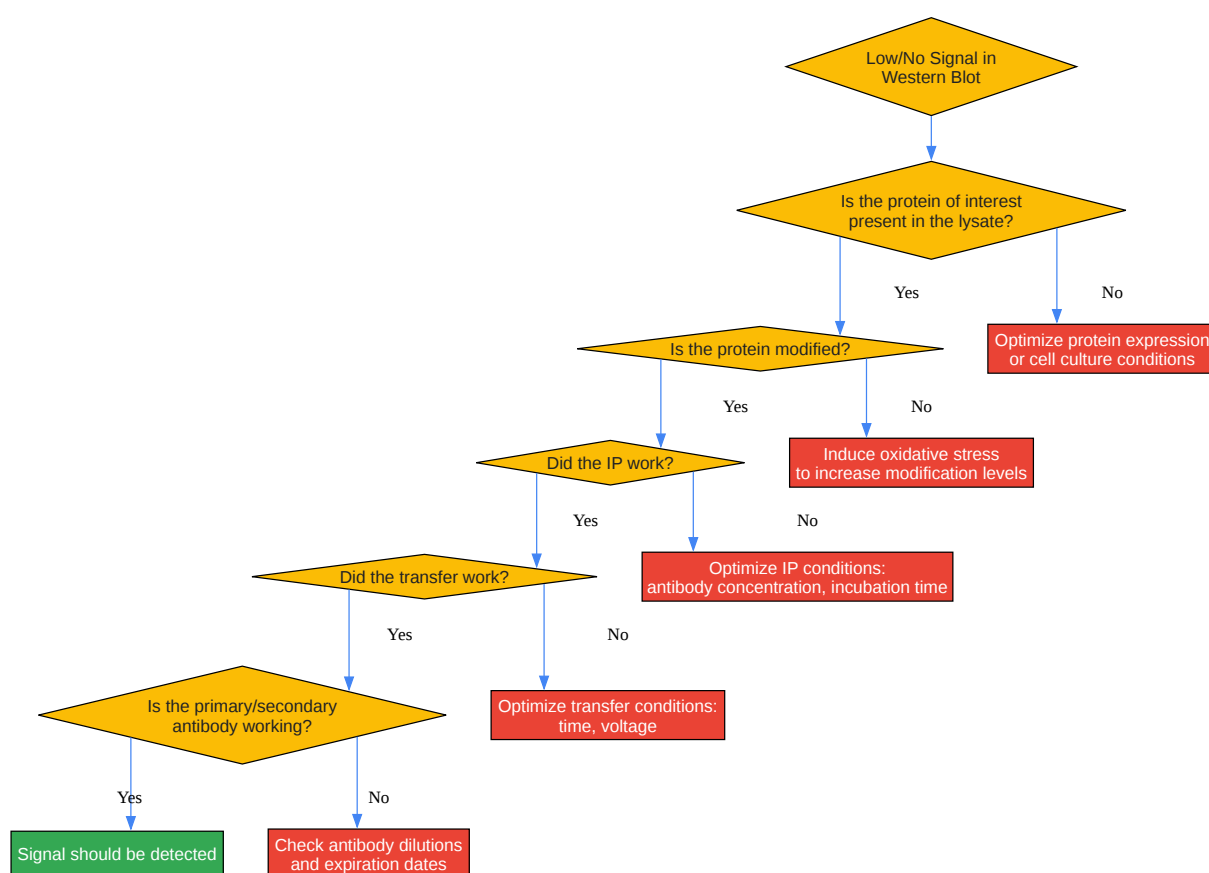 Low/No Signal in
Western Blot
Is the protein of interest
present in the lysate?
Yes
No
Optimize protein expression
or cell culture conditions
Is the protein modified?
Yes
No
Induce oxidative stress
to increase modification levels
Did the IP work?
Yes
No
Optimize IP conditions:
antibody concentration, incubation time
Did the transfer work?
Yes
No
Optimize transfer conditions:
time, voltage
Is the primary/secondary
antibody working?
Yes
No
Signal should be detected
Check antibody dilutions
and expiration dates